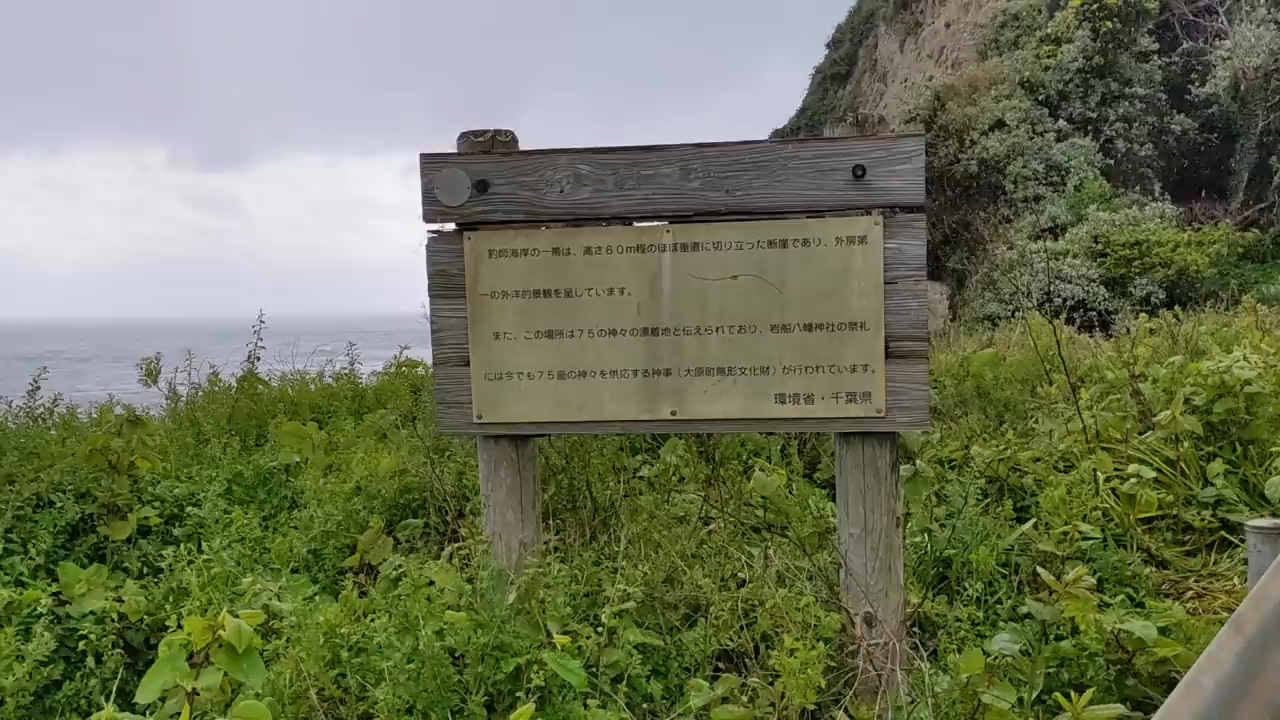 釣師海岸の一帯は、高さ60m程のほぼ垂直に切り立った断崖であり、外房第
一の外洋的景観を呈しています。
また、この場所は75の神々の漂着地と伝えられており、岩船八幡神社の祭礼
には今でも75膳の神々を供応する神事(大原町無形文化財)が行われています。
環境省・千葉県